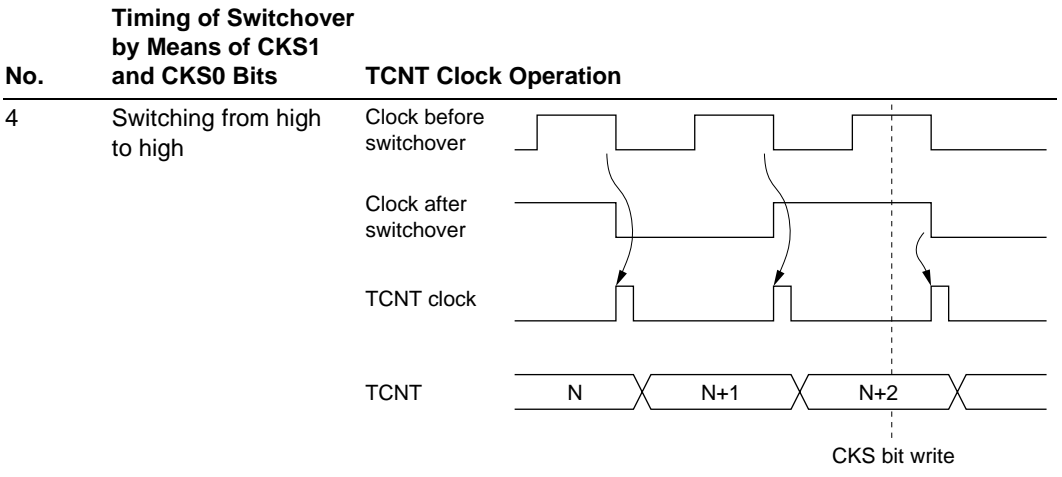 No.
Timing of Switchover
by Means of CKS1
and CKS0 Bits
TCNT Clock Operation
4
Switching from high
to high
Clock before
switchover
Clock after
switchover
TCNT clock
TCNT
N
N+1
N+2
CKS bit write